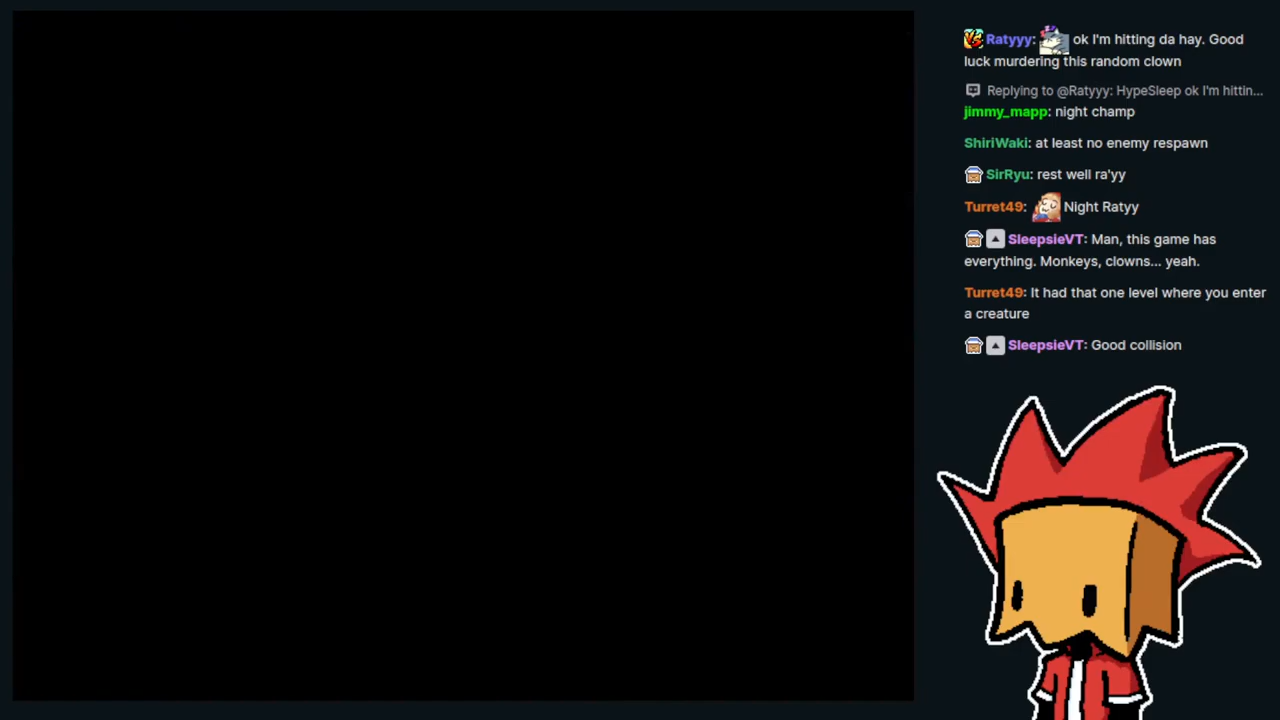 Ratyyy: ok I'm hitting da hay. Good
luck murdering this random clown
Replying to @Ratyyy: HypeSleep ok I'm hittin...
jimmy_mapp: night champ
ShiriWaki: at least no enemy respawn
SirRyu: rest well ra'yy
Turret49: Night Ratyy
SleepsieVT: Man, this game has
everything. Monkeys, clowns... yeah.
Turret49: It had that one level where you enter
a creature
SleepsieVT: Good collision